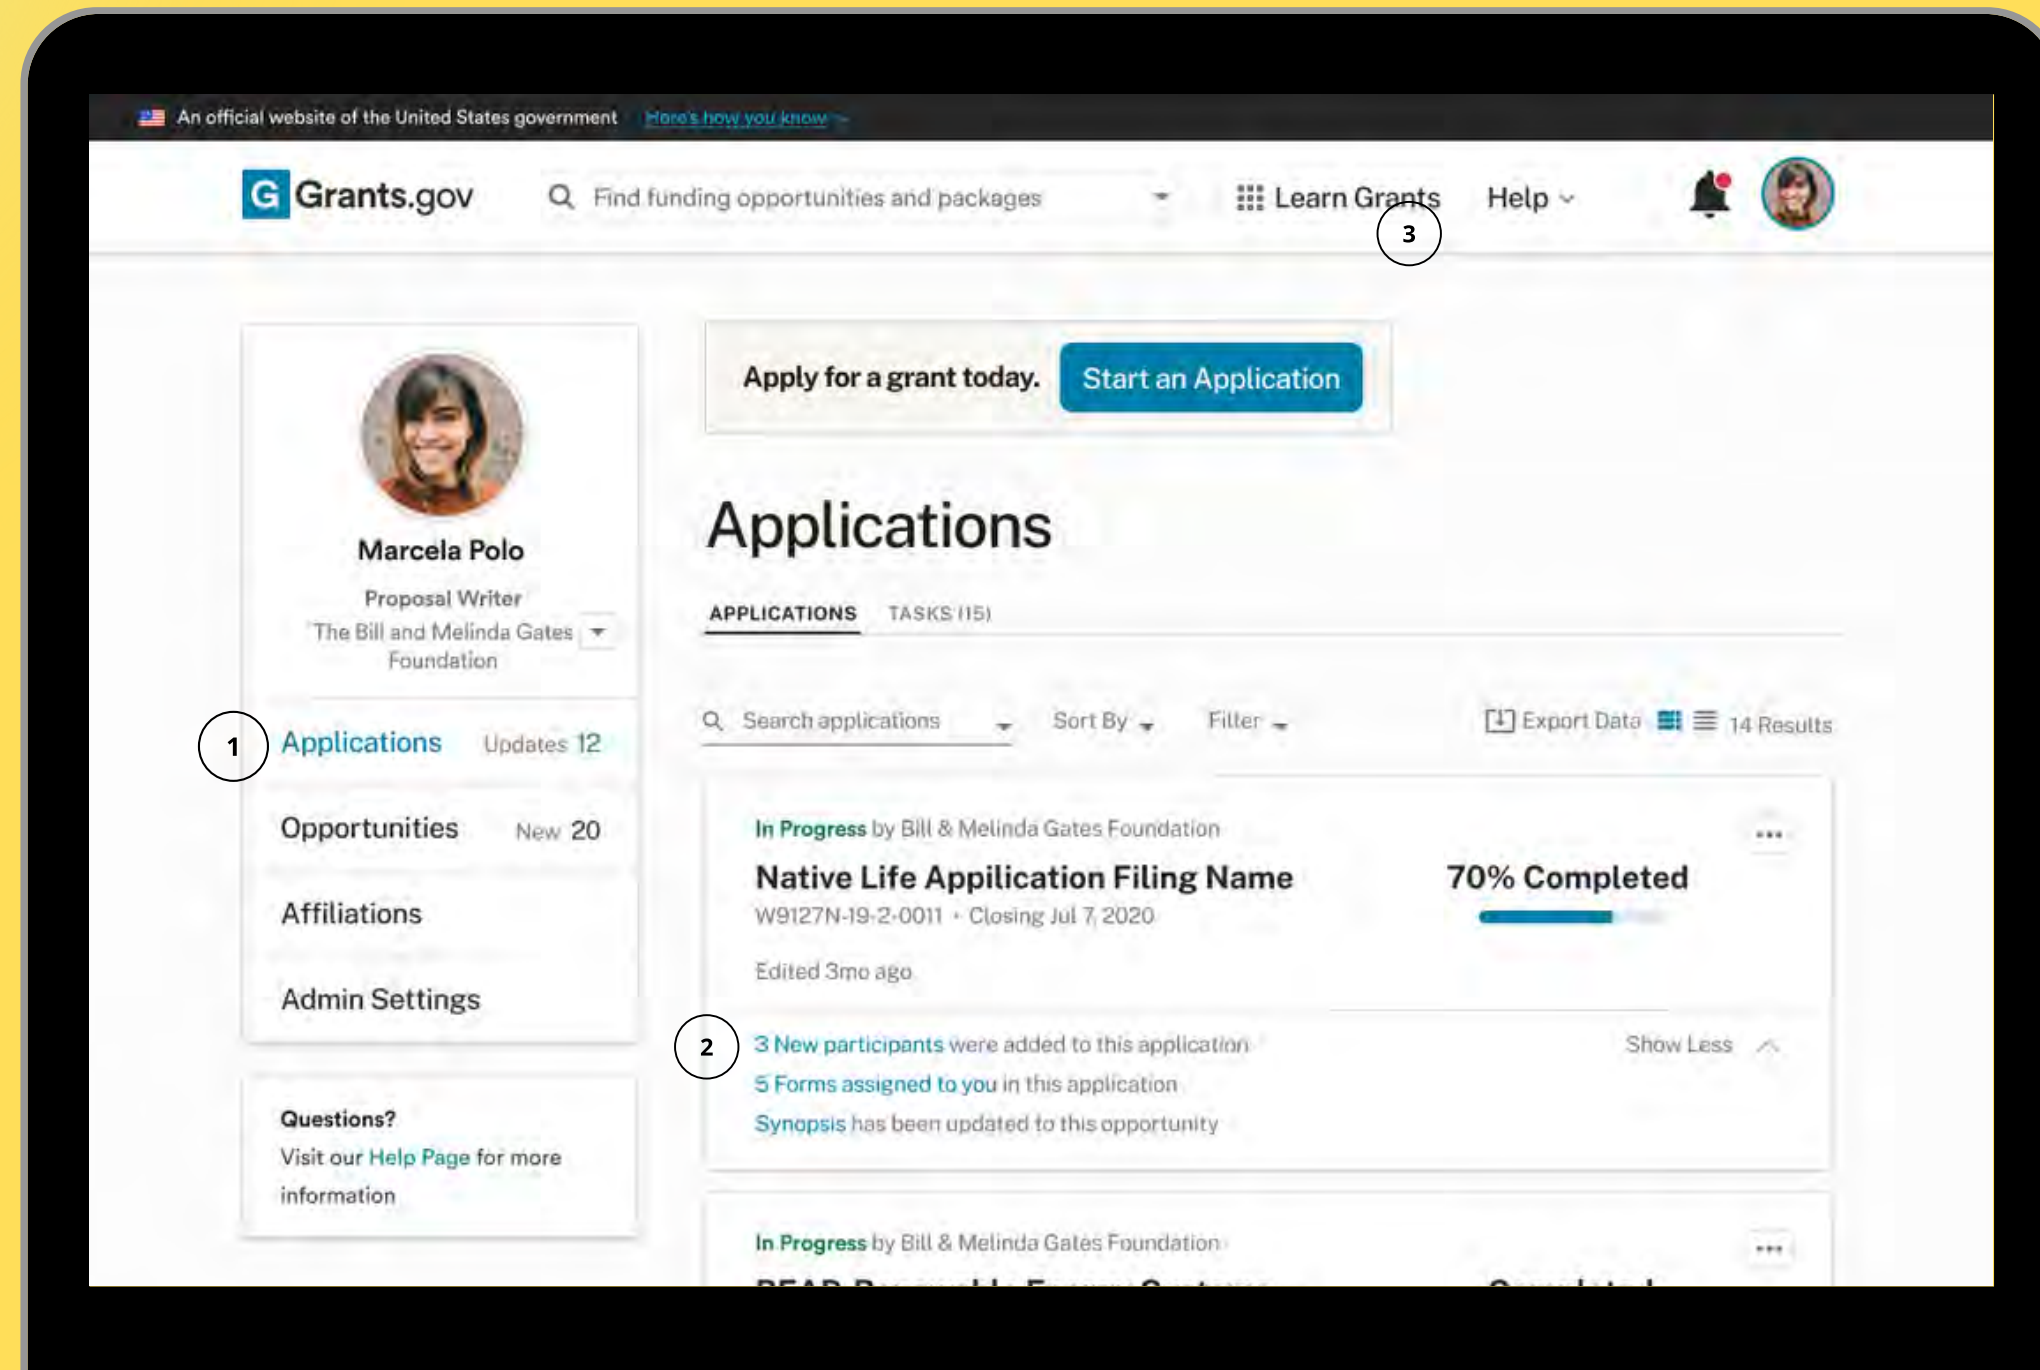 An official website of the United States government Here's how you know
G Grants.gov
Find funding opportunities and packages
Learn Grants
Help
3
Marcela Polo
Proposal Writer
The Bill and Melinda Gates
Foundation
1
Applications Updates 12
Opportunities New 20
Affiliations
Admin Settings
Questions?
Visit our Help Page for more
information
Apply for a grant today. Start an Application
Applications
APPLICATIONS TASKS (15)
Search applications Sort By Filter Export Data 14 Results
In Progress by Bill & Melinda Gates Foundation
Native Life Appilication Filing Name
70% Completed
W9127N-19-2-0011 • Closing Jul 7, 2020
Edited 3mo ago
2
3 New participants were added to this application
Show Less
5 Forms assigned to you in this application
Synopsis has been updated to this opportunity
In Progress by Bill & Melinda Gates Foundation